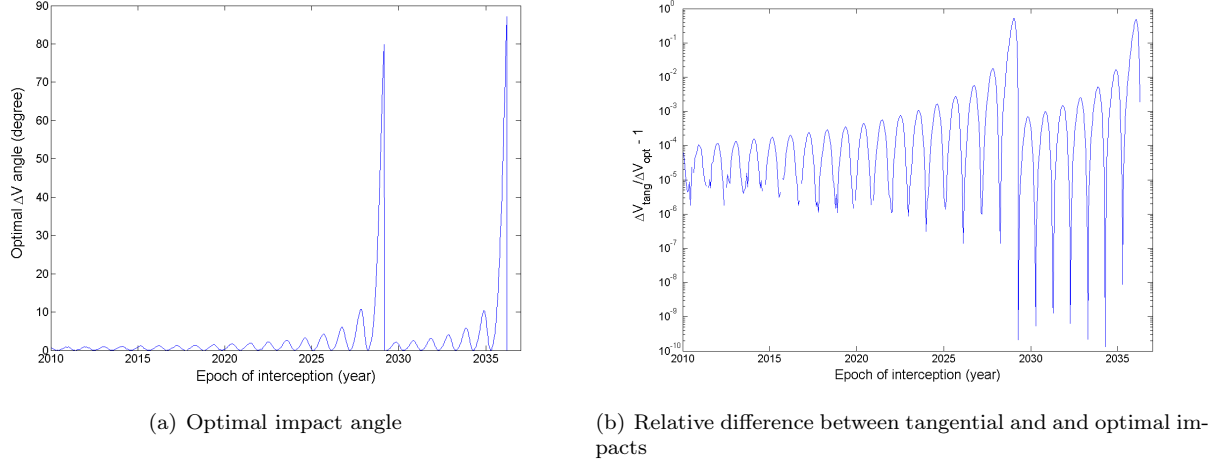 90
80
70
60
50
40
30
20
10
0
Optimal ΔV angle (degree)
2010 2015 2020 2025 2030 2035
Epoch of interception (year)
(a) Optimal impact angle
10^1
10^0
10^-1
10^-2
10^-3
10^-4
10^-5
10^-6
10^-7
10^-8
10^-9
10^-10
ΔV_tang/ΔV_opt - 1
2010 2015 2020 2025 2030 2035
Epoch of interception (year)
(b) Relative difference between tangential and and optimal im-
pacts